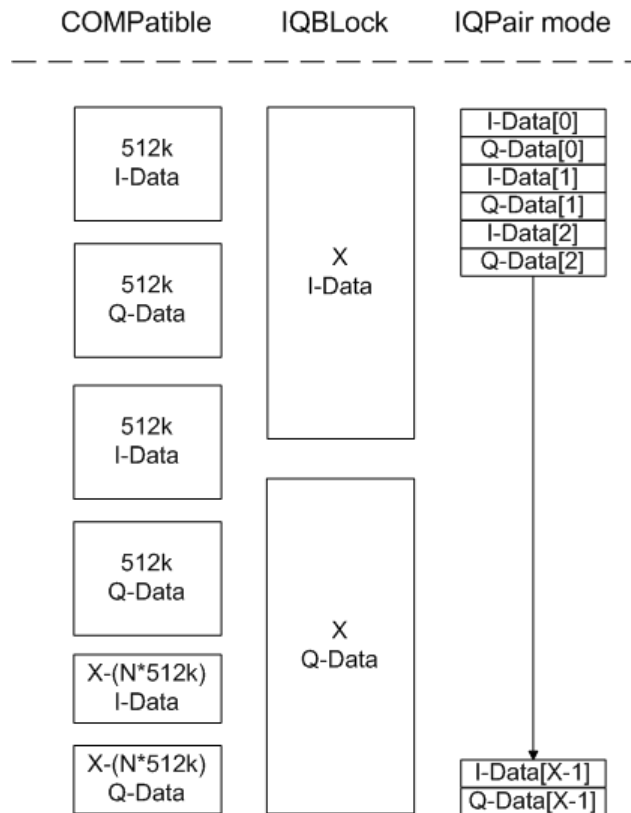 COMPatible
IQBLock
IQPair mode
512k
I-Data
512k
Q-Data
512k
I-Data
512k
Q-Data
X-(N*512k)
I-Data
X-(N*512k)
Q-Data
X
I-Data
X
Q-Data
I-Data[0]
Q-Data[0]
I-Data[1]
Q-Data[1]
I-Data[2]
Q-Data[2]
I-Data[X-1]
Q-Data[X-1]